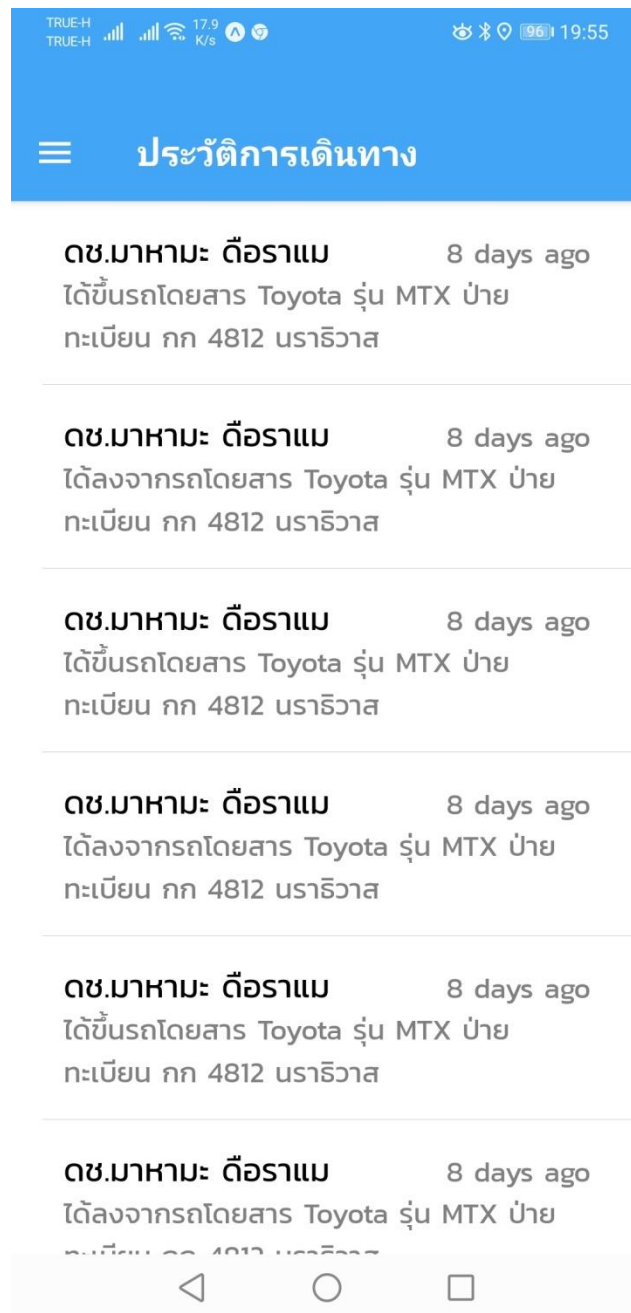 TRUE-H
TRUE-H
17.9
K/s
96
19:55
ประวัติการเดินทาง
ดช.มาหามะ ดือราแม 8 days ago
ได้ขึ้นรถโดยสาร Toyota รุ่น MTX ป่าย
ทะเบียน กก 4812 นราธิวาส
ดช.มาหามะ ดือราแม 8 days ago
ได้ลงจากรถโดยสาร Toyota รุ่น MTX ป่าย
ทะเบียน กก 4812 นราธิวาส
ดช.มาหามะ ดือราแม 8 days ago
ได้ขึ้นรถโดยสาร Toyota รุ่น MTX ป่าย
ทะเบียน กก 4812 นราธิวาส
ดช.มาหามะ ดือราแม 8 days ago
ได้ลงจากรถโดยสาร Toyota รุ่น MTX ป่าย
ทะเบียน กก 4812 นราธิวาส
ดช.มาหามะ ดือราแม 8 days ago
ได้ขึ้นรถโดยสาร Toyota รุ่น MTX ป่าย
ทะเบียน กก 4812 นราธิวาส
ดช.มาหามะ ดือราแม 8 days ago
ได้ลงจากรถโดยสาร Toyota รุ่น MTX ป่าย
ทะเบียน กก 4812 นราธิวาส